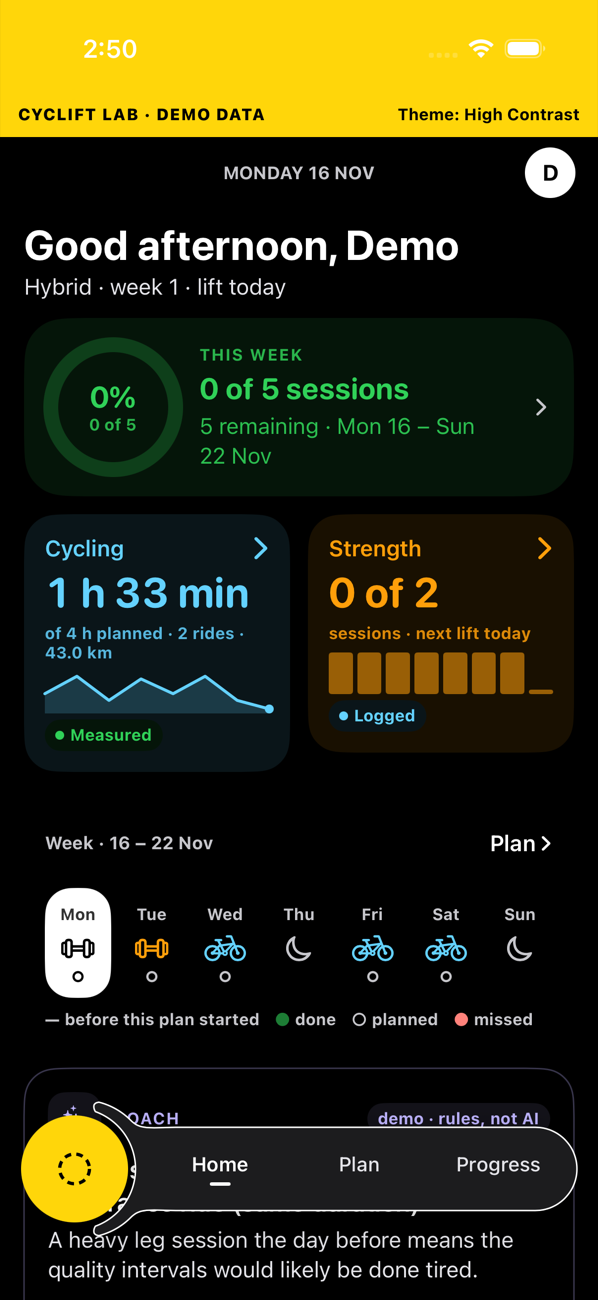 2:50
CYCLIFT LAB · DEMO DATA
Theme: High Contrast
MONDAY 16 NOV
D
Good afternoon, Demo
Hybrid · week 1 · lift today
0%
0 of 5
THIS WEEK
0 of 5 sessions
5 remaining · Mon 16 – Sun
22 Nov
Cycling
1 h 33 min
of 4 h planned · 2 rides ·
43.0 km
Measured
Strength
0 of 2
sessions · next lift today
Logged
Week · 16 – 22 Nov
Plan
Mon Tue Wed Thu Fri Sat Sun
— before this plan started done planned missed
demo · rules, not AI
Home Plan Progress
A heavy leg session the day before means the
quality intervals would likely be done tired.